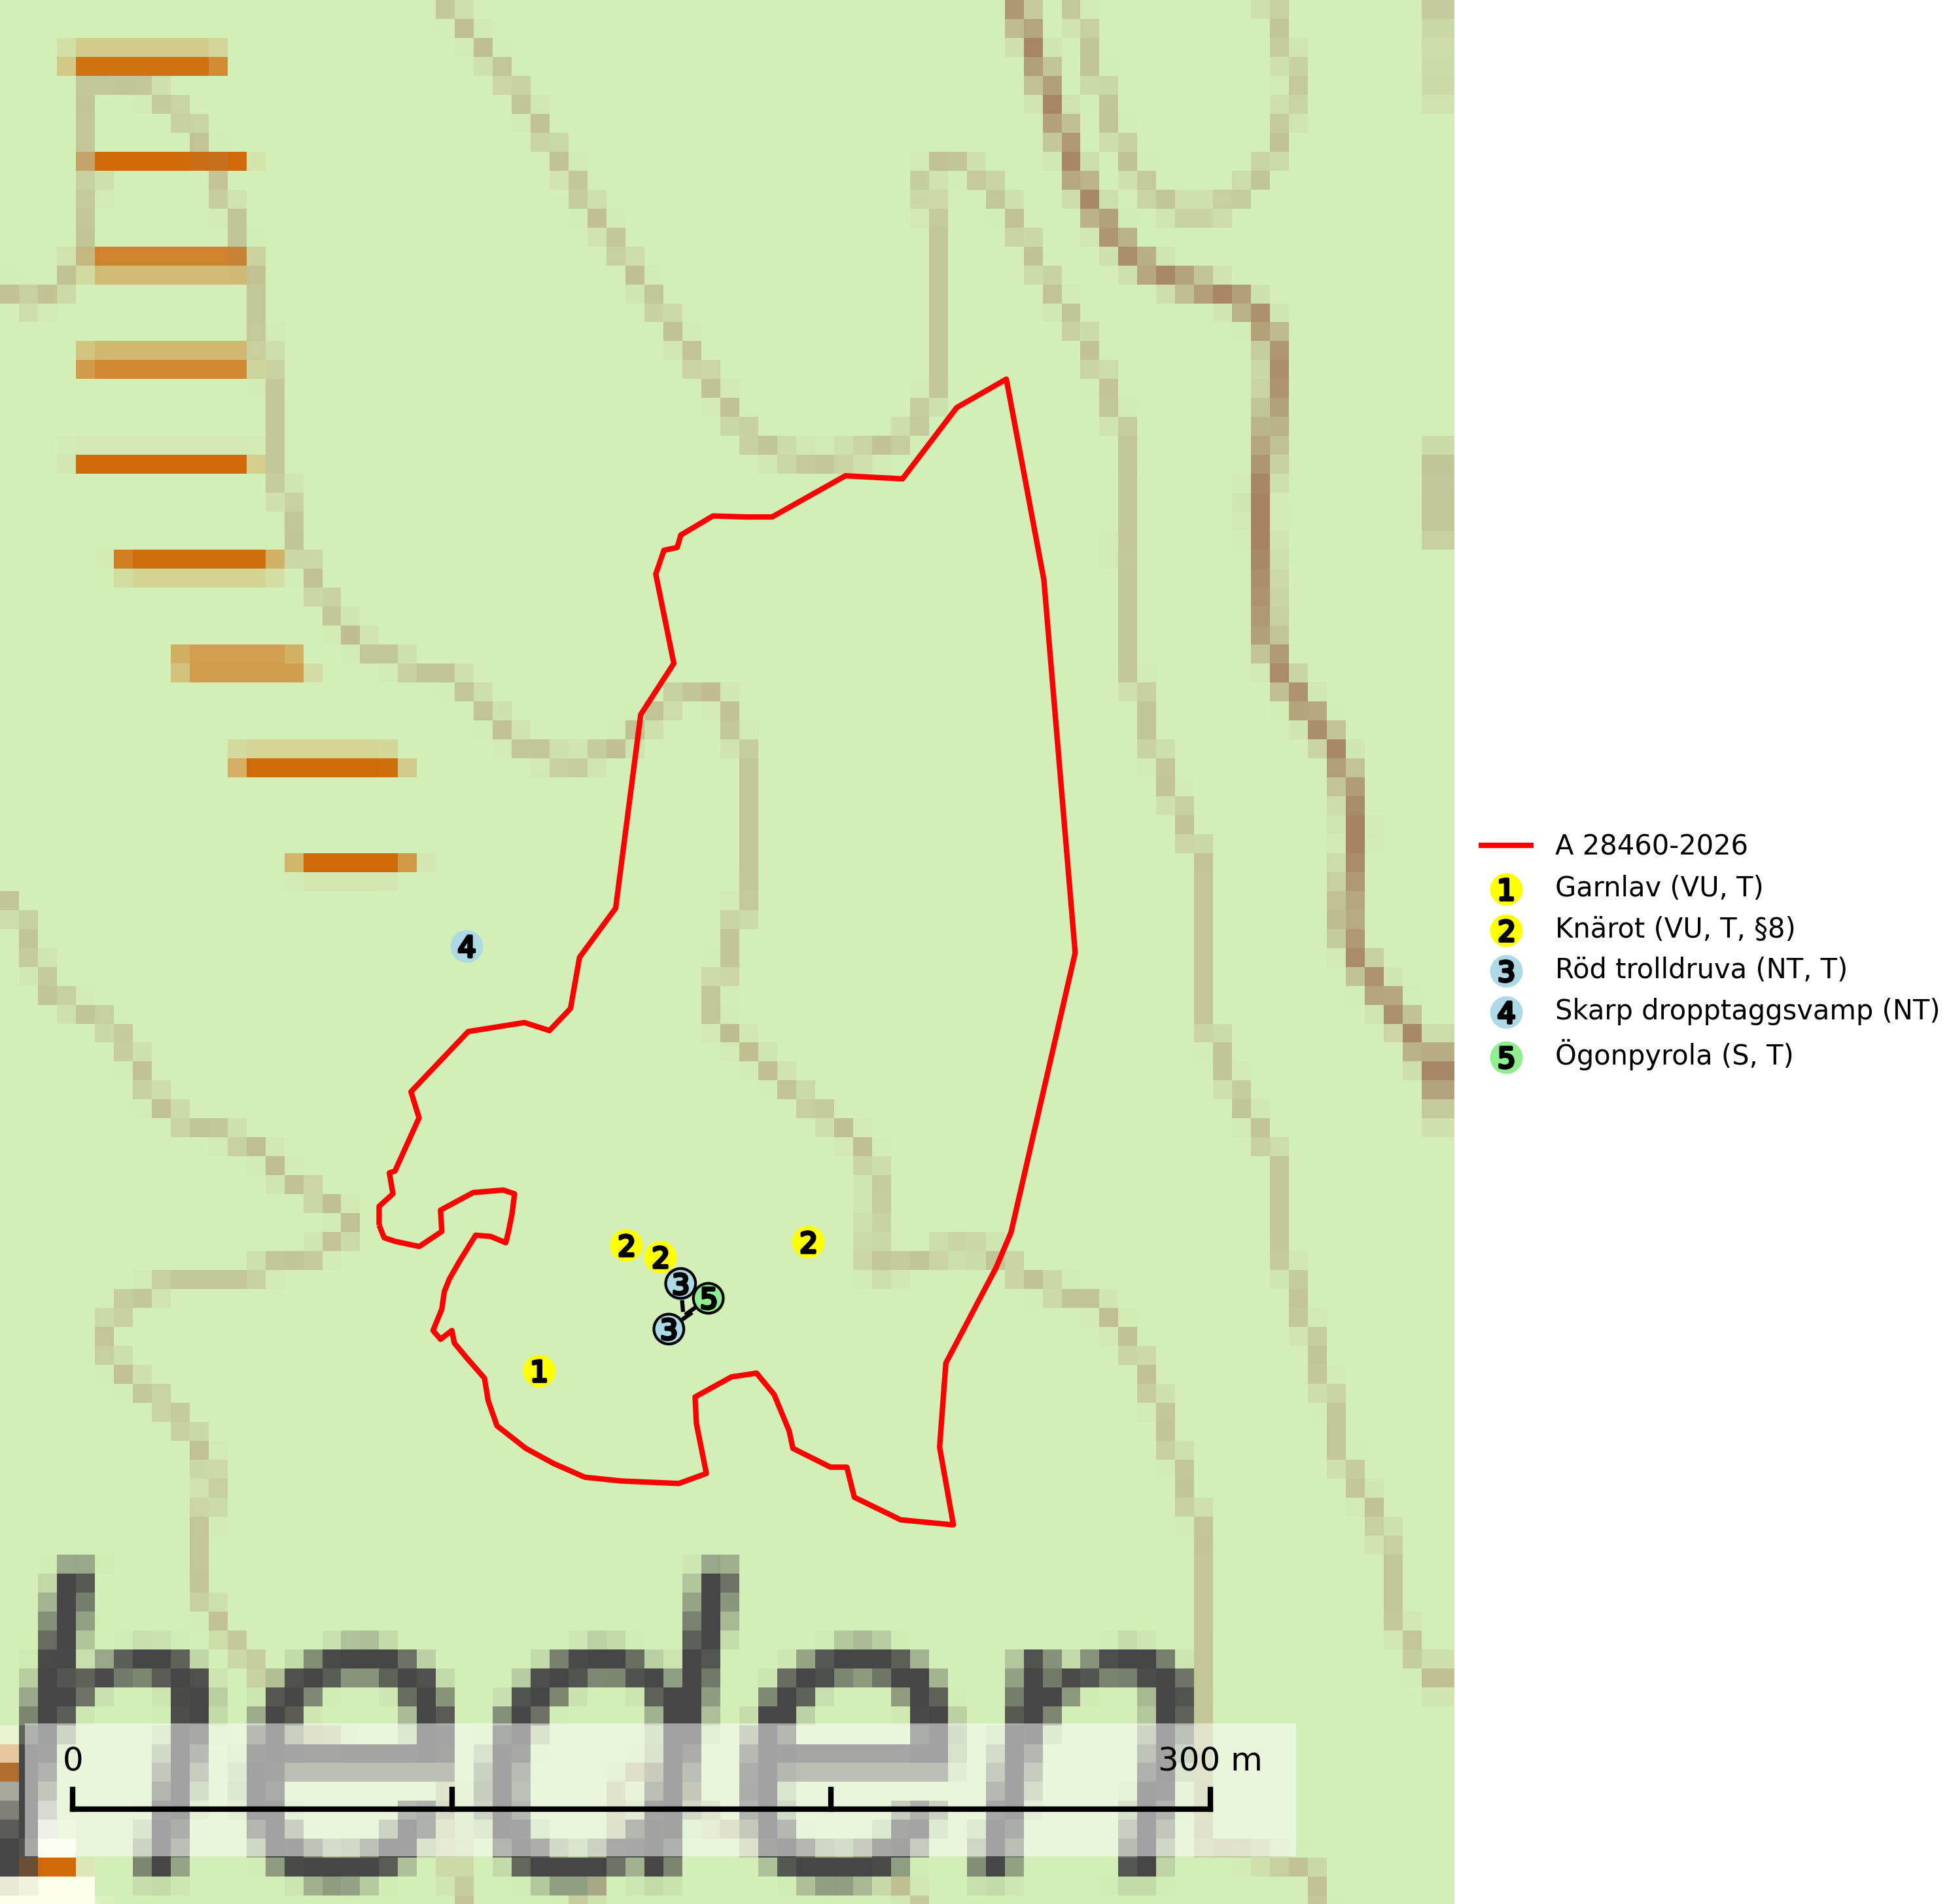 A 28460-2026
1 Garnlav (VU, T)
2 Knärot (VU, T, §8)
3 Röd trolldruva (NT, T)
4 Skarp dropptaggsvamp (NT)
5 Ögonpyrola (S, T)
4
2
2
2
3
5
3
1
heden
0
300 m